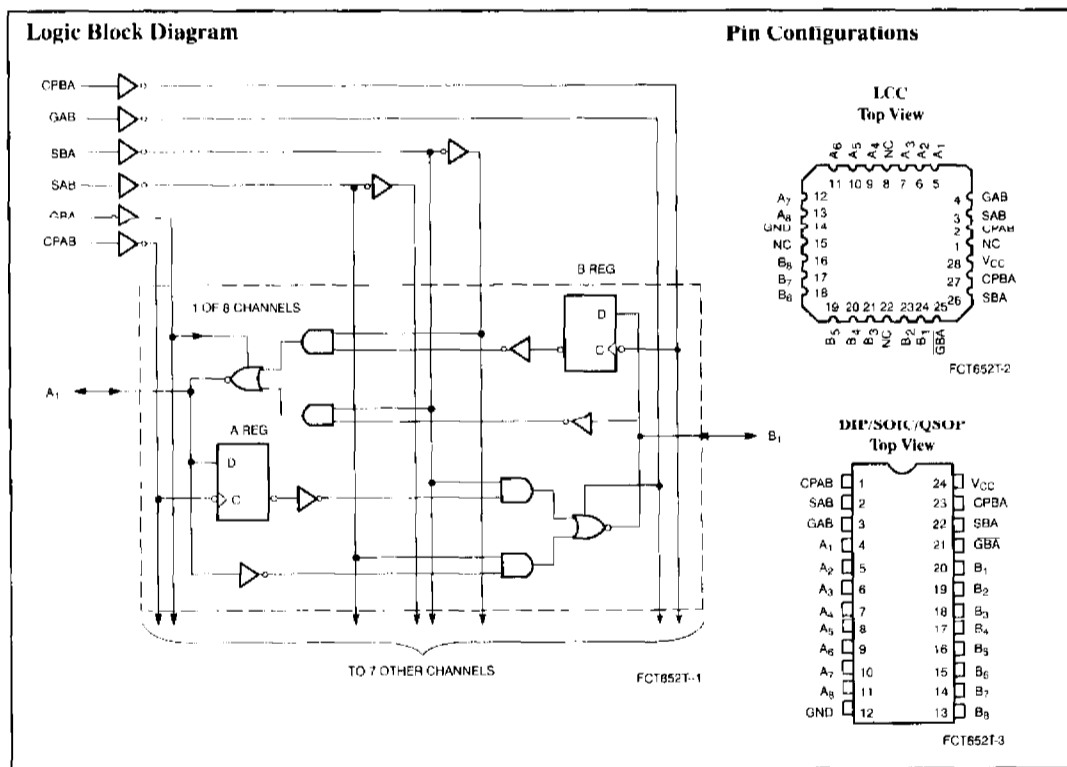 Logic Block Diagram
Pin Configurations
CPBA
GAB
SBA
SAB
GBA
CPAB
1 OF 8 CHANNELS
B REG
D
C
A1
A REG
D
C
B1
TO 7 OTHER CHANNELS
FCT652T-1
LCC
Top View
A6 A5 A4 NC A3 A2 A1
11 10 9 8 7 6 5
A7 12
A8 13
GND 14
NC 15
B8 16
B7 17
B6 18
4 GAB
3 SAB
2 CPAB
1 NC
28 VCC
27 CPBA
26 SBA
19 20 21 22 23 24 25
B5 B4 B3 NC B2 B1 GBA
FCT652T-2
DIP/SOIC/QSOP
Top View
CPAB 1 24 VCC
SAB 2 23 CPBA
GAB 3 22 SBA
A1 4 21 GBA
A2 5 20 B1
A3 6 19 B2
A4 7 18 B3
A5 8 17 B4
A6 9 16 B5
A7 10 15 B6
A8 11 14 B7
GND 12 13 B8
FCT652T-3